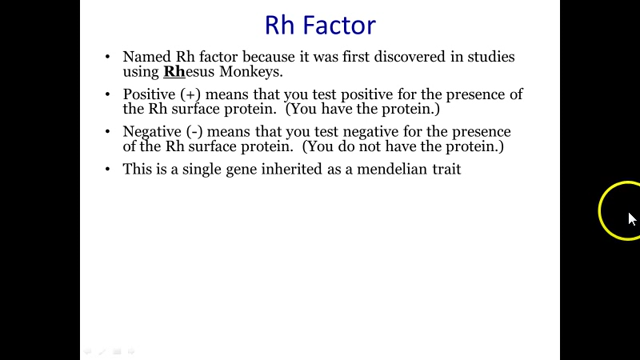 Rh Factor
• Named Rh factor because it was first discovered in studies
using Rhesus Monkeys.
• Positive (+) means that you test positive for the presence of
the Rh surface protein.  (You have the protein.)
• Negative (-) means that you test negative for the presence
of the Rh surface protein.  (You do not have the protein.)
• This is a single gene inherited as a mendelian trait